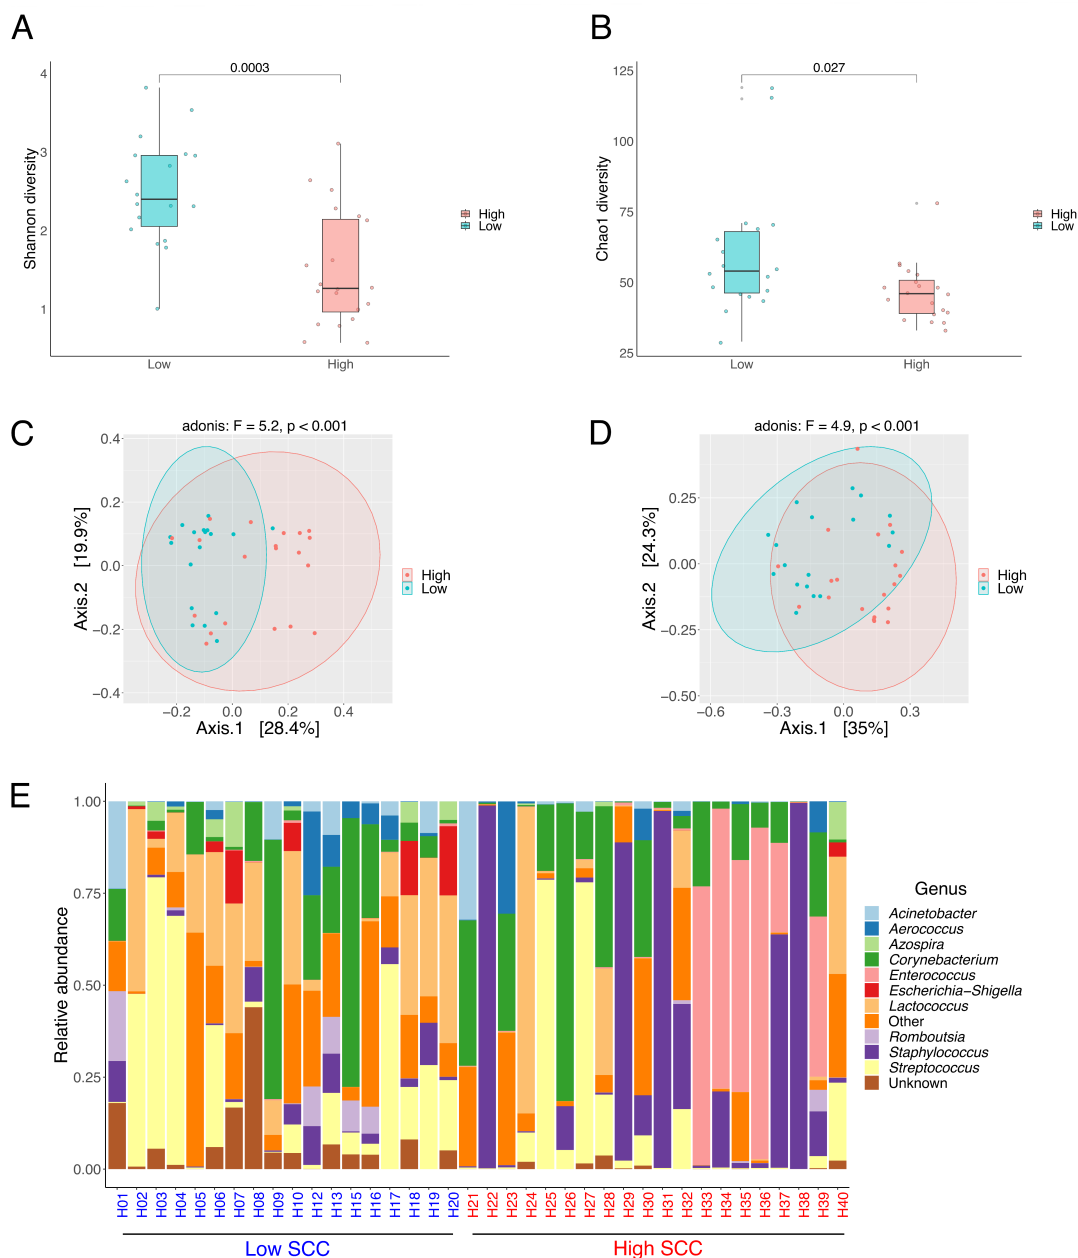 A
0.0003
4
3
2
1
Shannon diversity
Low
High
High
Low
B
0.027
125
100
75
50
25
Chao1 diversity
Low
High
High
Low
C
adonis: F = 5.2, p < 0.001
0.4
0.2
0.0
−0.2
−0.4
Axis.2 [19.9%]
−0.2 0.0 0.2 0.4
Axis.1 [28.4%]
High
Low
D
adonis: F = 4.9, p < 0.001
0.25
0.00
−0.25
−0.50
Axis.2 [24.3%]
−0.6 −0.3 0.0 0.3
Axis.1 [35%]
High
Low
E
1.00
0.75
0.50
0.25
0.00
Relative abundance
H01 H02 H03 H04 H05 H06 H07 H08 H09 H10 H12 H13 H15 H16 H17 H18 H19 H20 H21 H22 H23 H24 H25 H26 H27 H28 H29 H30 H31 H32 H33 H34 H35 H36 H37 H38 H39 H40
Low SCC
High SCC
Genus
Acinetobacter
Aerococcus
Azospira
Corynebacterium
Enterococcus
Escherichia−Shigella
Lactococcus
Other
Romboutsia
Staphylococcus
Streptococcus
Unknown